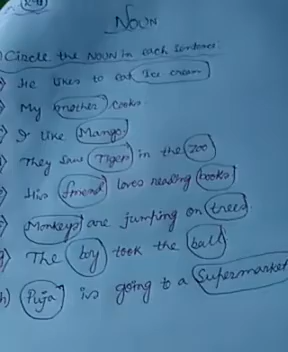 NOUN
Circle the NOUN in each sentence.
He likes to eat Ice cream
My brother cooks.
I like Mango
They saw Tiger in the zoo
His friend loves reading books
Monkeys are jumping on trees.
g) The boy took the ball
h) Puja is going to a Supermarket